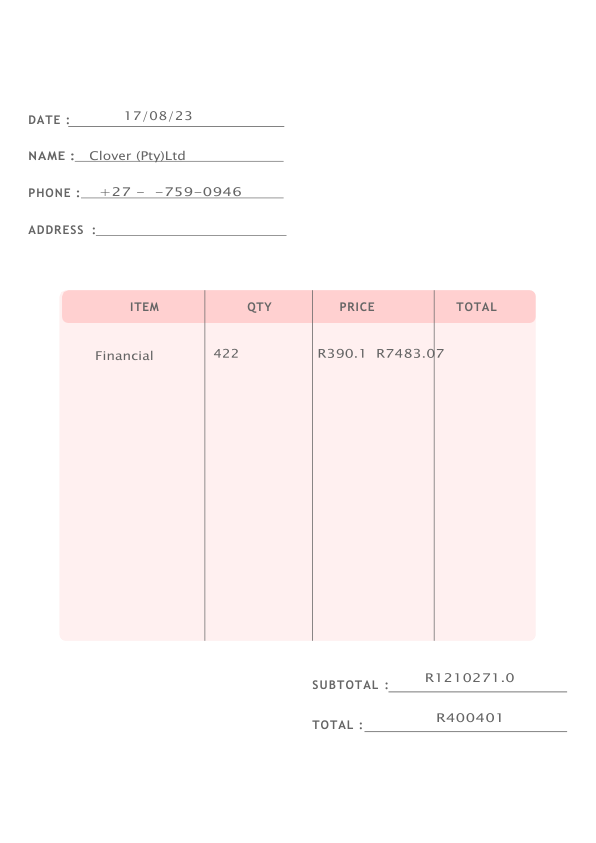 DATE : 17/08/23
NAME : Clover (Pty)Ltd
PHONE : +27 – –759–0946
ADDRESS :
ITEM QTY PRICE TOTAL
Financial 422 R390.1 R7483.07
SUBTOTAL : R1210271.0
TOTAL : R400401